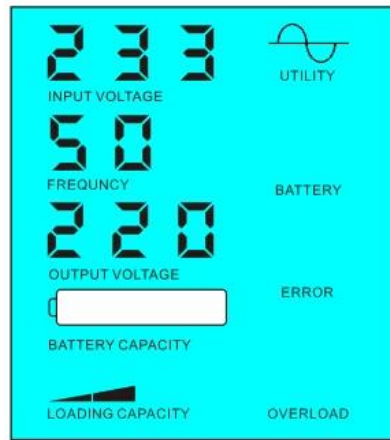 233
INPUT VOLTAGE
UTILITY
50
FREQUNCY
BATTERY
220
OUTPUT VOLTAGE
ERROR
BATTERY CAPACITY
LOADING CAPACITY
OVERLOAD